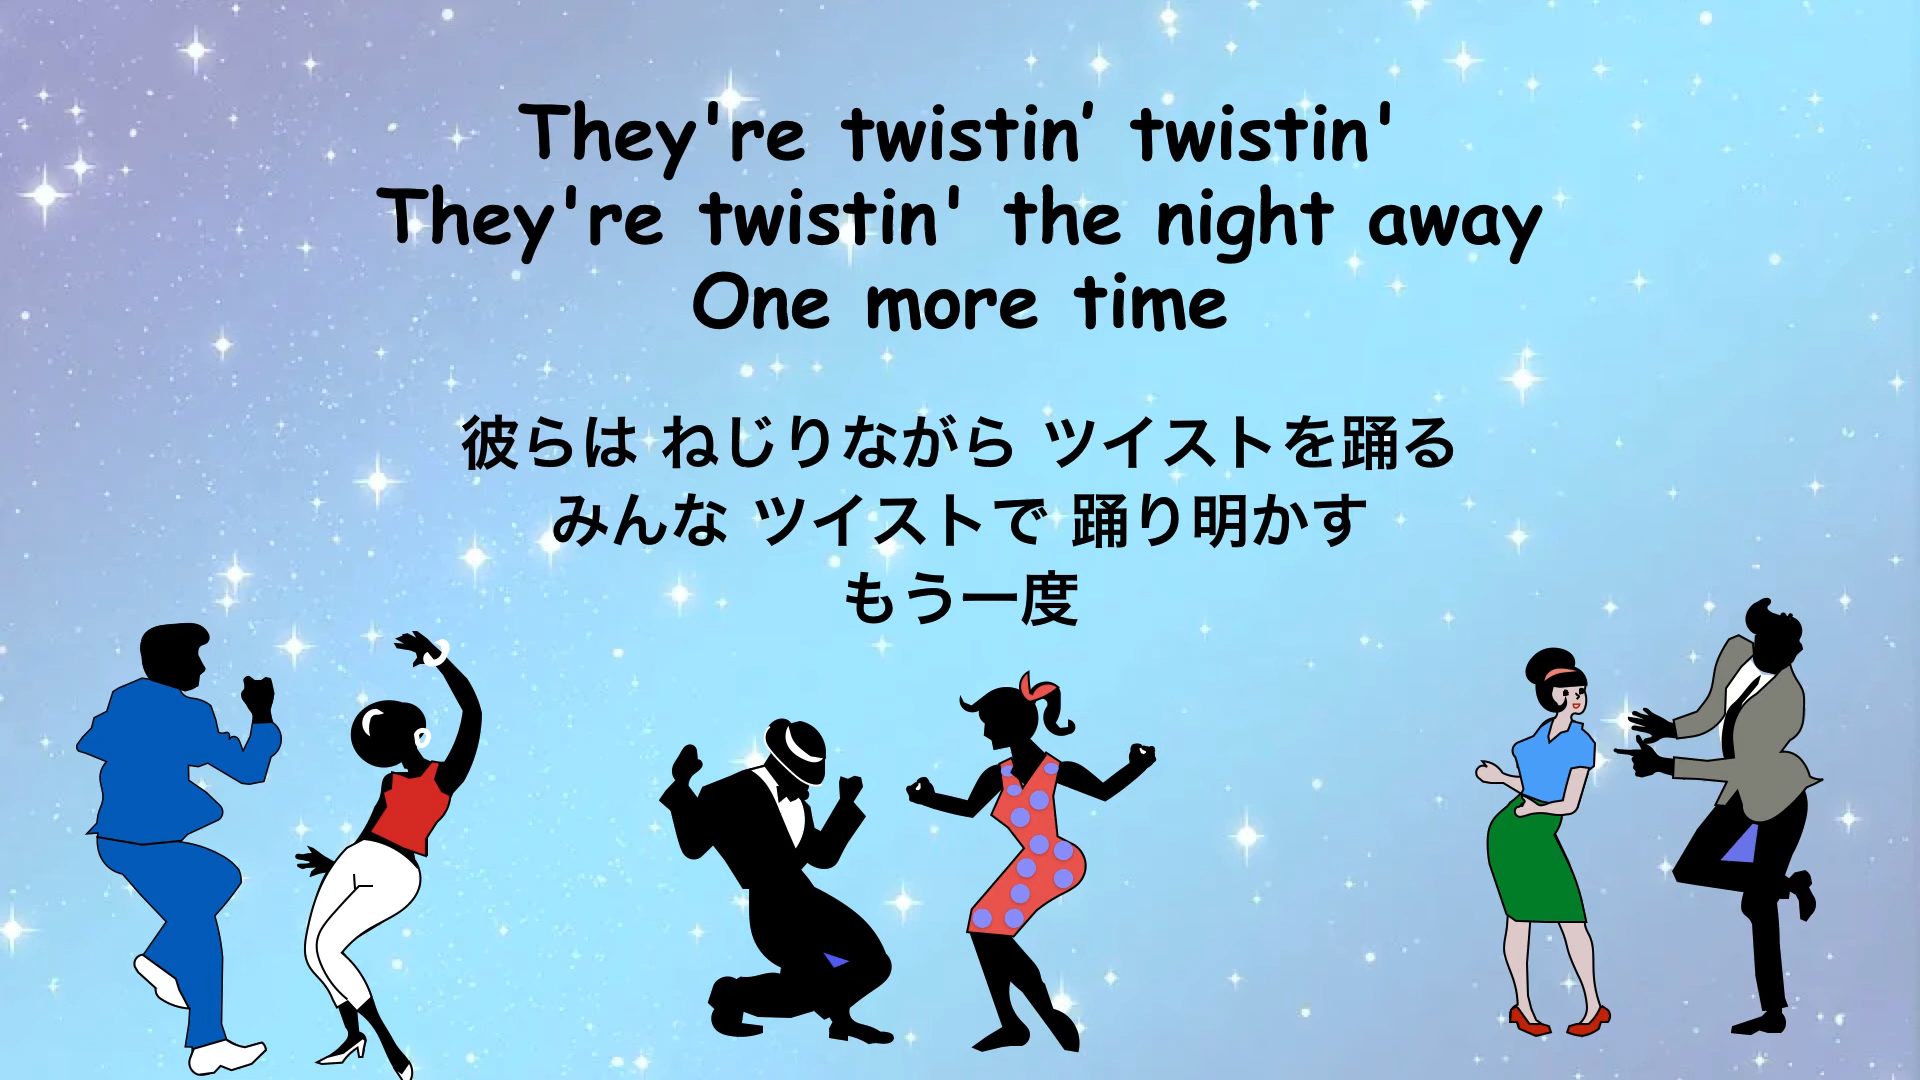 They're twistin’ twistin'
They're twistin' the night away
One more time
彼らは ねじりながら ツイストを踊る
みんな ツイストで 踊り明かす
もう一度